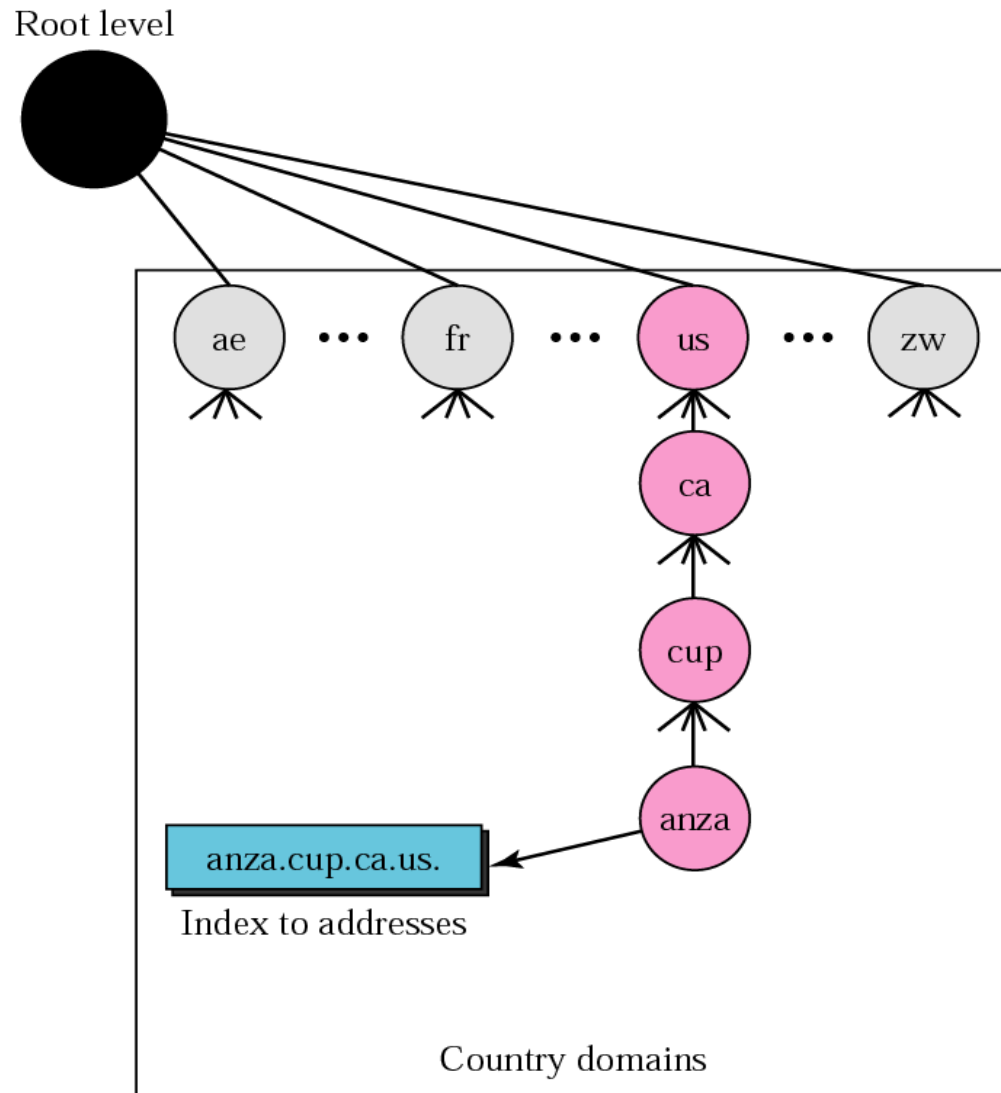 Root level
ae ••• fr ••• us ••• zw
ca
cup
anza
anza.cup.ca.us.
Index to addresses
Country domains